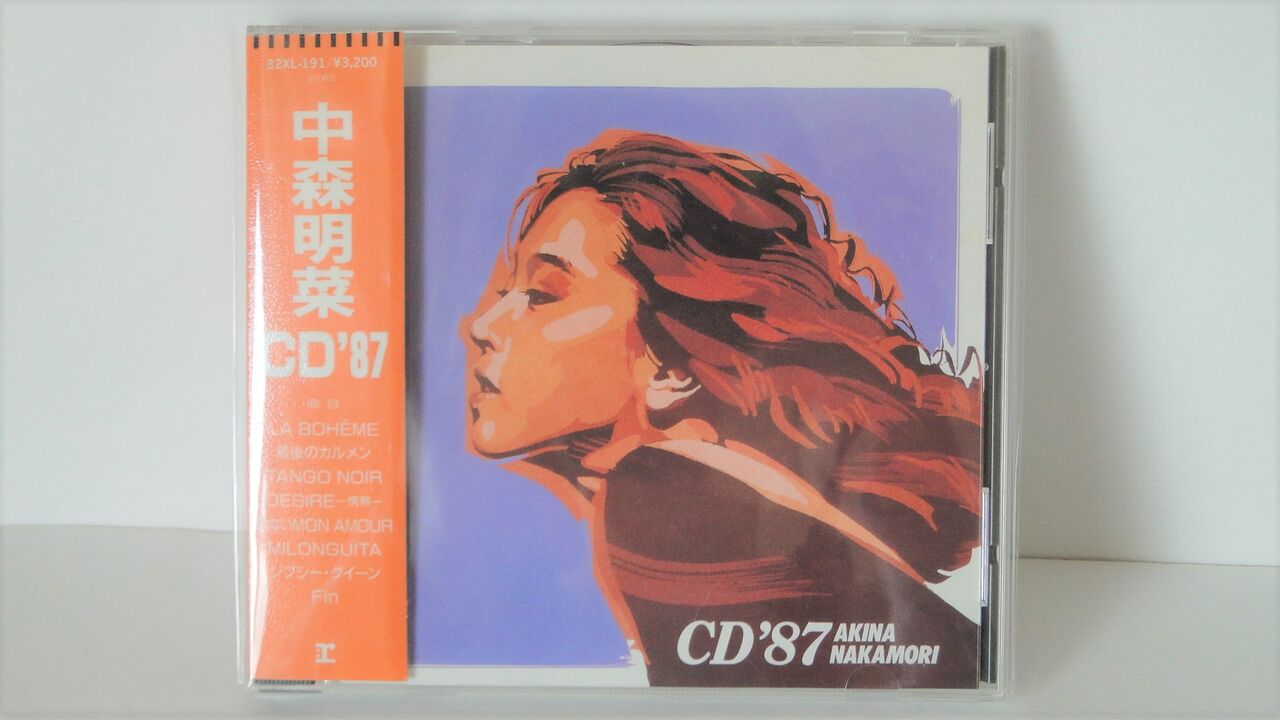 32XL-191/¥3,200
STEREO
中森明菜
CD'87
LA BOHÈME
最後のカルメン
TANGO NOIR
DESIRE－情熱－
MON AMOUR
MILONGUITA
ジプシー・クイーン
Fin
r
CD'87 AKINA
NAKAMORI